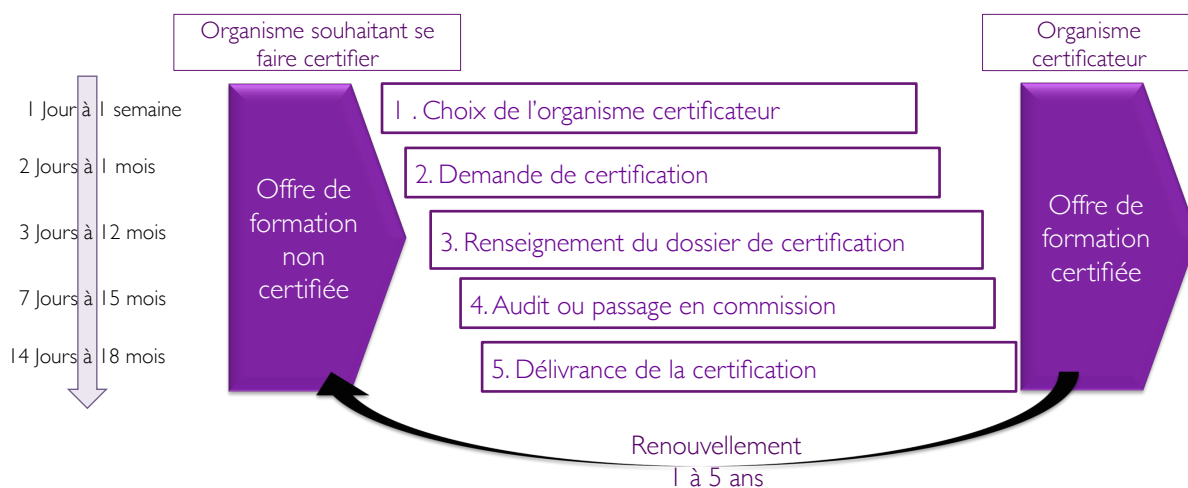 Organisme souhaitant se
faire certifier
Organisme
certificateur
1 Jour à 1 semaine
2 Jours à 1 mois
3 Jours à 12 mois
7 Jours à 15 mois
14 Jours à 18 mois
Offre de
formation
non
certifiée
1 . Choix de l’organisme certificateur
2. Demande de certification
3. Renseignement du dossier de certification
4. Audit ou passage en commission
5. Délivrance de la certification
Offre de
formation
certifiée
Renouvellement
1 à 5 ans